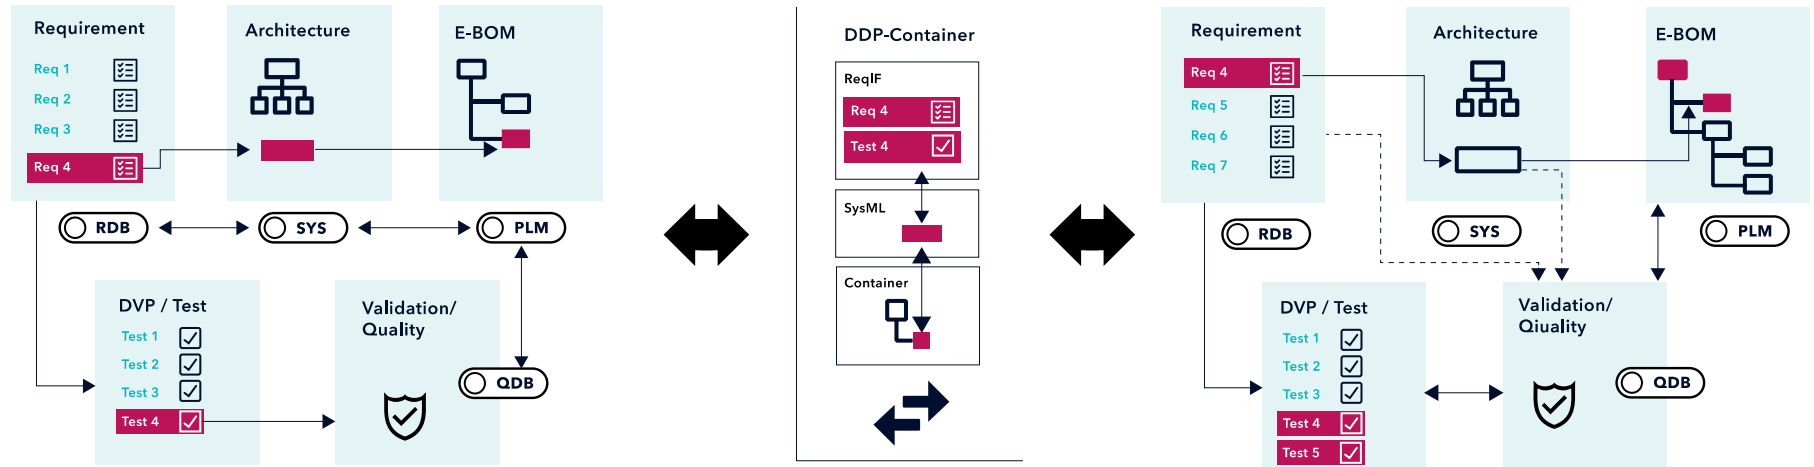 Requirement
Req 1
Req 2
Req 3
Req 4
Architecture
E-BOM
RDB
SYS
PLM
DVP / Test
Test 1
Test 2
Test 3
Test 4
Validation/
Quality
QDB
DDP-Container
ReqIF
Req 4
Test 4
SysML
Container
Requirement
Req 4
Req 5
Req 6
Req 7
Architecture
E-BOM
RDB
SYS
PLM
DVP / Test
Test 1
Test 2
Test 3
Test 4
Test 5
Validation/
Qiuality
QDB